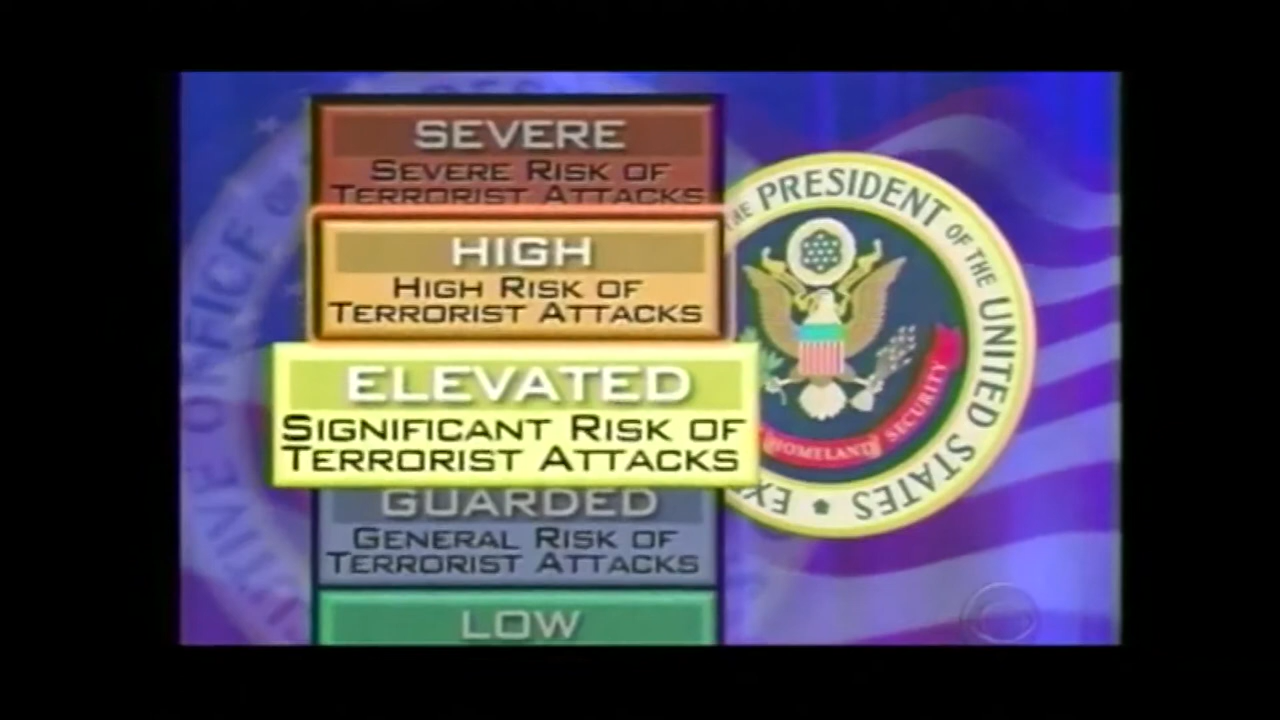 SEVERE
SEVERE RISK OF
TERRORIST ATTACKS
HIGH
HIGH RISK OF
TERRORIST ATTACKS
ELEVATED
SIGNIFICANT RISK OF
TERRORIST ATTACKS
GUARDED
GENERAL RISK OF
TERRORIST ATTACKS
LOW
THE PRESIDENT OF THE UNITED STATES
EX
HOMELAND SECURITY